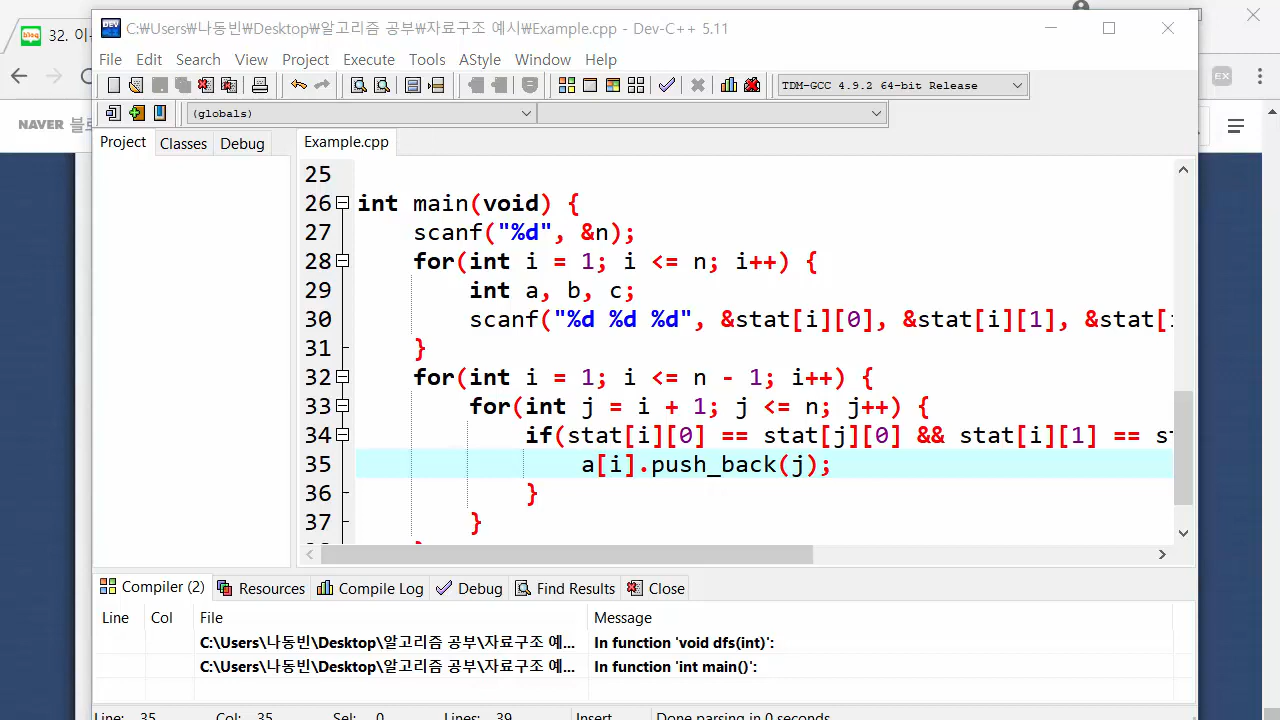 32. 이
C:₩Users₩나동빈₩Desktop₩알고리즘 공부₩자료구조 예시₩Example.cpp - Dev-C++ 5.11
File Edit Search View Project Execute Tools AStyle Window Help
TDM-GCC 4.9.2 64-bit Release
(globals)
NAVER 블로
Project Classes Debug
Example.cpp
25
26 int main(void) {
27 scanf("%d", &n);
28 for(int i = 1; i <= n; i++) {
29 int a, b, c;
30 scanf("%d %d %d", &stat[i][0], &stat[i][1], &stat[i
31 }
32 for(int i = 1; i <= n - 1; i++) {
33 for(int j = i + 1; j <= n; j++) {
34 if(stat[i][0] == stat[j][0] && stat[i][1] == st
35 a[i].push_back(j);
36 }
37 }
Compiler (2) Resources Compile Log Debug Find Results Close
Line Col File Message
C:\Users\나동빈\Desktop\알고리즘 공부\자료구조 예... In function 'void dfs(int)':
C:\Users\나동빈\Desktop\알고리즘 공부\자료구조 예... In function 'int main()':
Line: 35 Col: 35 Sel: 0 Lines: 39 Insert Done parsing in 0 seconds